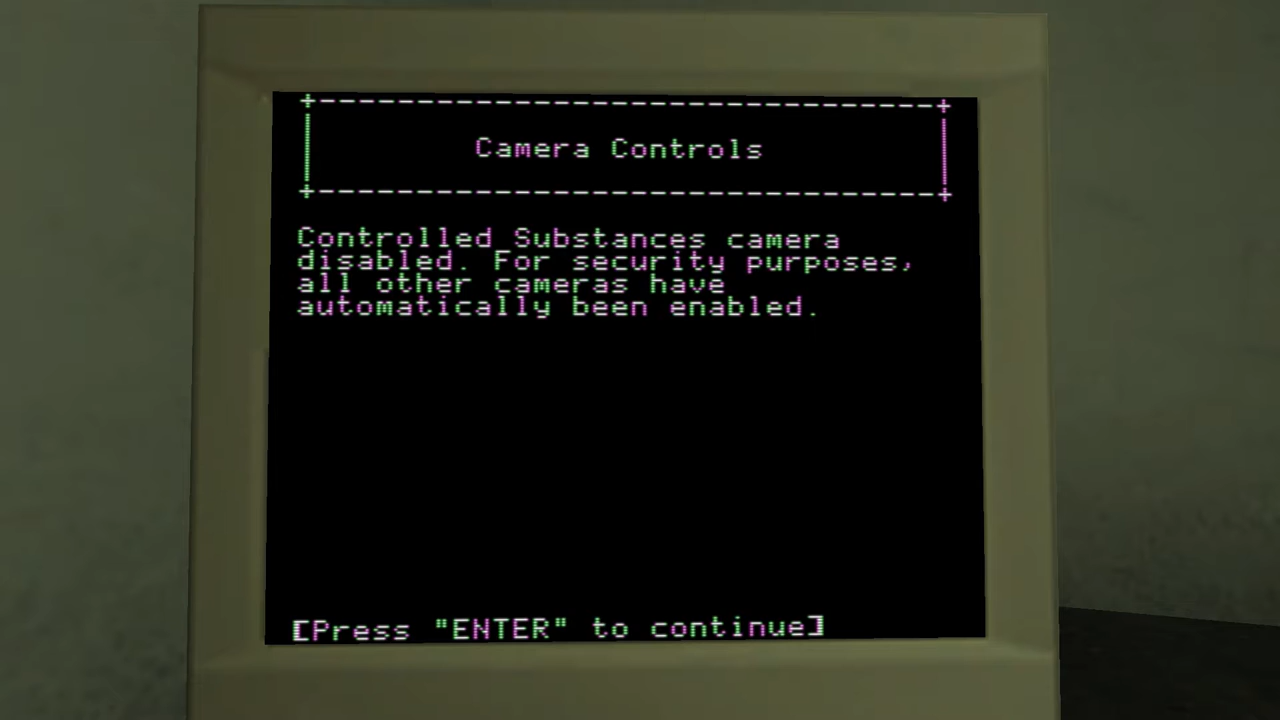 Camera Controls
Controlled Substances camera
disabled. For security purposes,
all other cameras have
automatically been enabled.
[Press "ENTER" to continue]